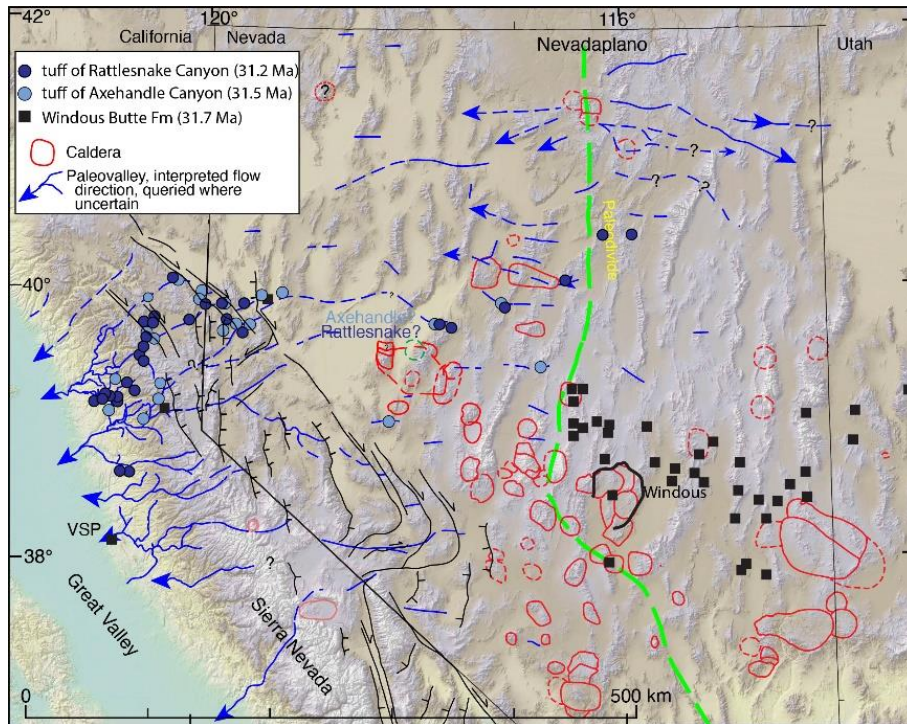 42°
120°
116°
California
Nevada
Nevadaplano
Utah
tuff of Rattlesnake Canyon (31.2 Ma)
tuff of Axehandle Canyon (31.5 Ma)
Windous Butte Fm (31.7 Ma)
Caldera
Paleovalley, interpreted flow
direction, queried where
uncertain
?
?
?
?
?
Paleodivide
40°
40°
Axehandle?
Rattlesnake?
?
Windous
VSP
38°
38°
?
Great Valley
Sierra Nevada
0
500 km